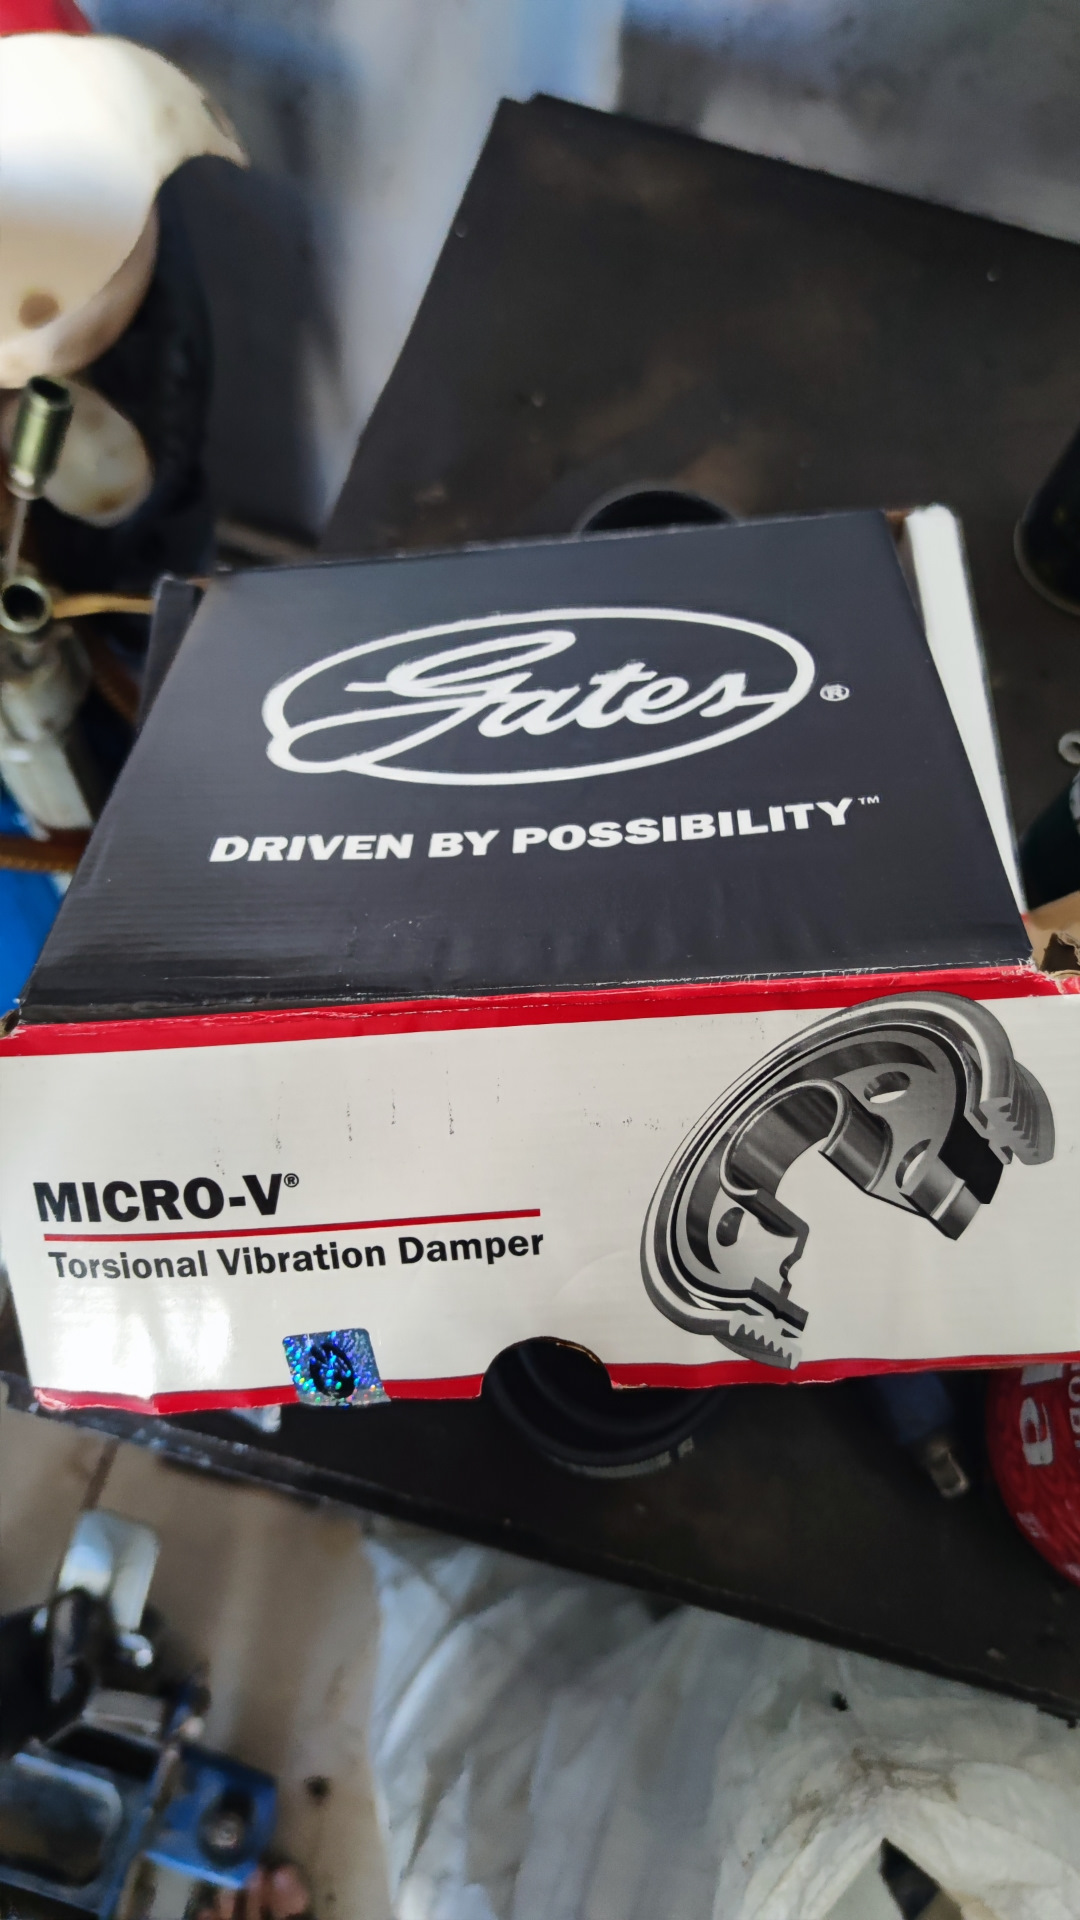 Gates®
DRIVEN BY POSSIBILITY™
MICRO-V®
Torsional Vibration Damper